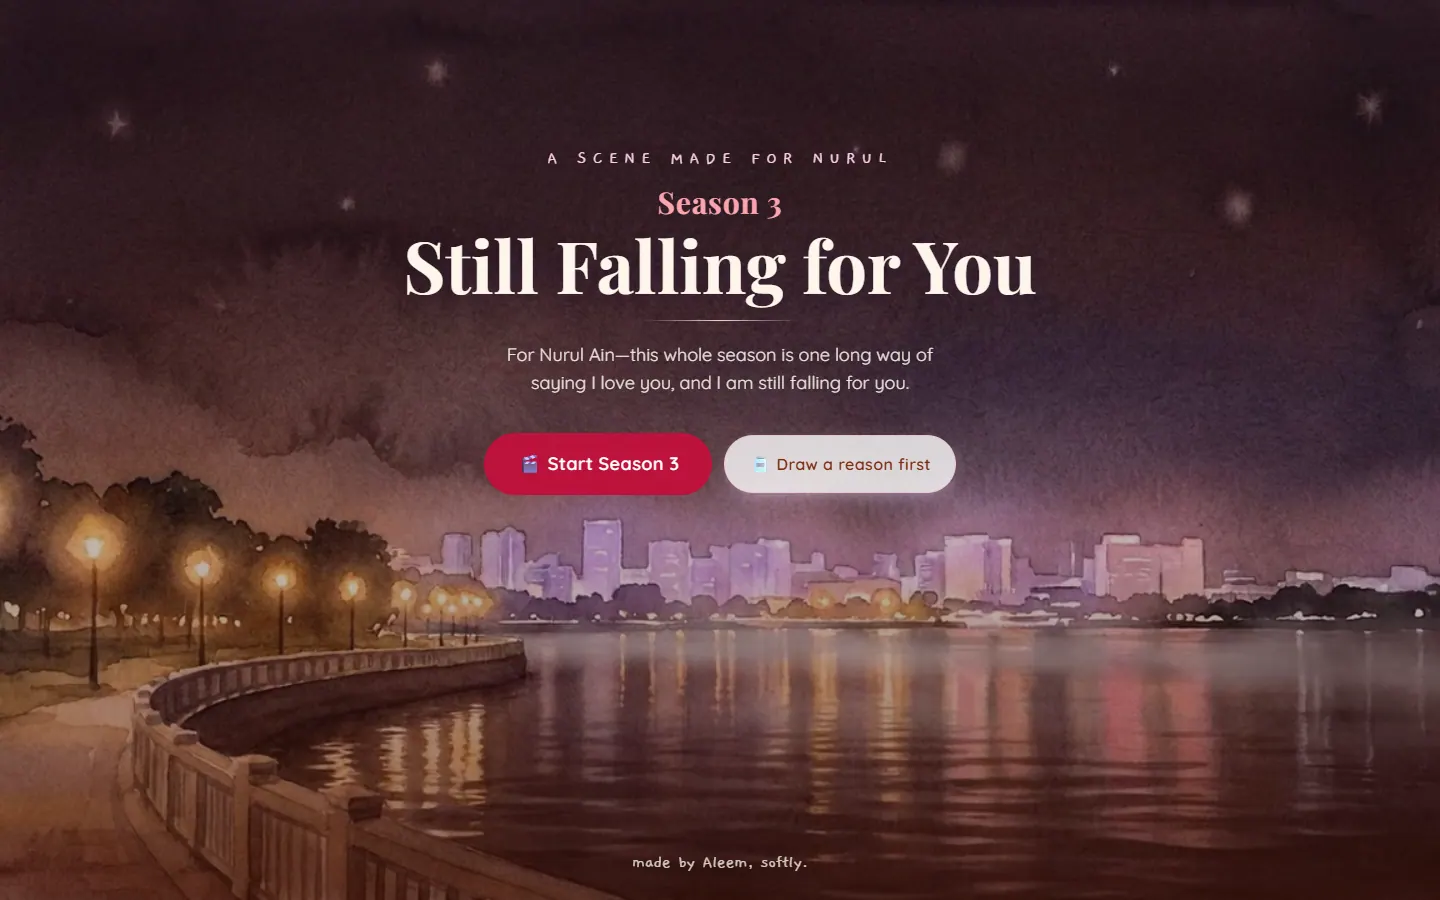 A SCENE MADE FOR NURUL
Season 3
Still Falling for You
For Nurul Ain—this whole season is one long way of
saying I love you, and I am still falling for you.
Start Season 3
Draw a reason first
made by Aleem, softly.